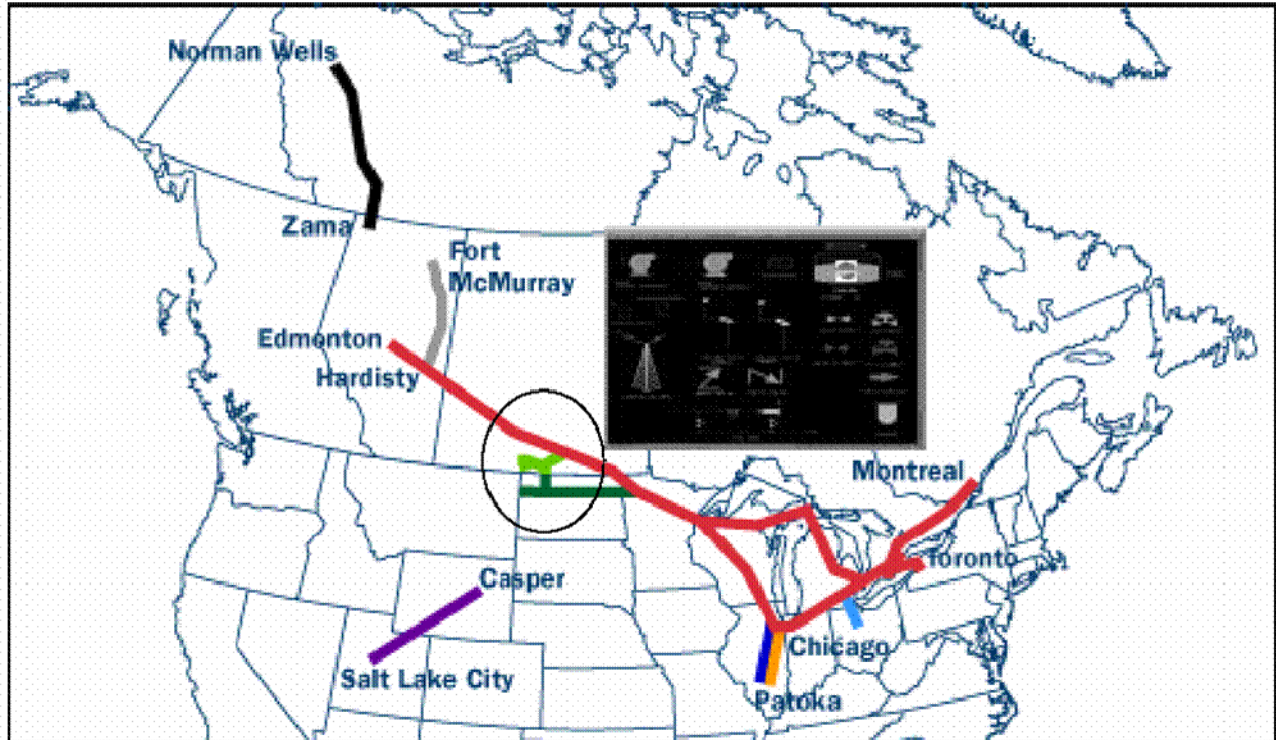 Norman Wells
Zama
Fort
McMurray
Edmonton
Hardisty
Montreal
Toronto
Casper
Chicago
Salt Lake City
Patoka